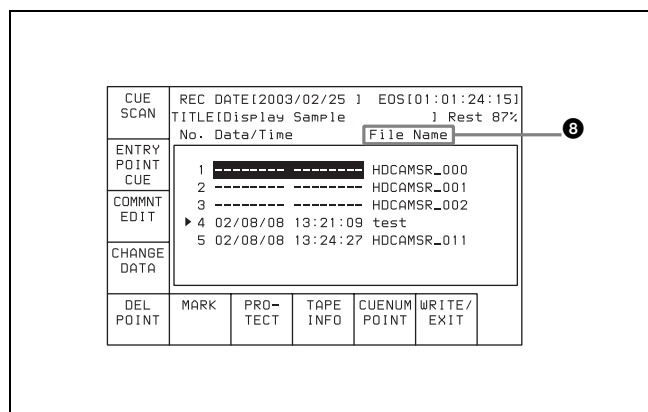 CUE
SCAN
REC DATE[2003/02/25 ] EOS[01:01:24:15]
TITLE[Display Sample ] Rest 87%
No. Data/Time File Name
8
ENTRY
POINT
CUE
COMMNT
EDIT
CHANGE
DATA
1 -------- -------- HDCAMSR_000
2 -------- -------- HDCAMSR_001
3 -------- -------- HDCAMSR_002
4 02/08/08 13:21:09 test
5 02/08/08 13:24:27 HDCAMSR_011
DEL
POINT
MARK
PRO-
TECT
TAPE
INFO
CUENUM
POINT
WRITE/
EXIT